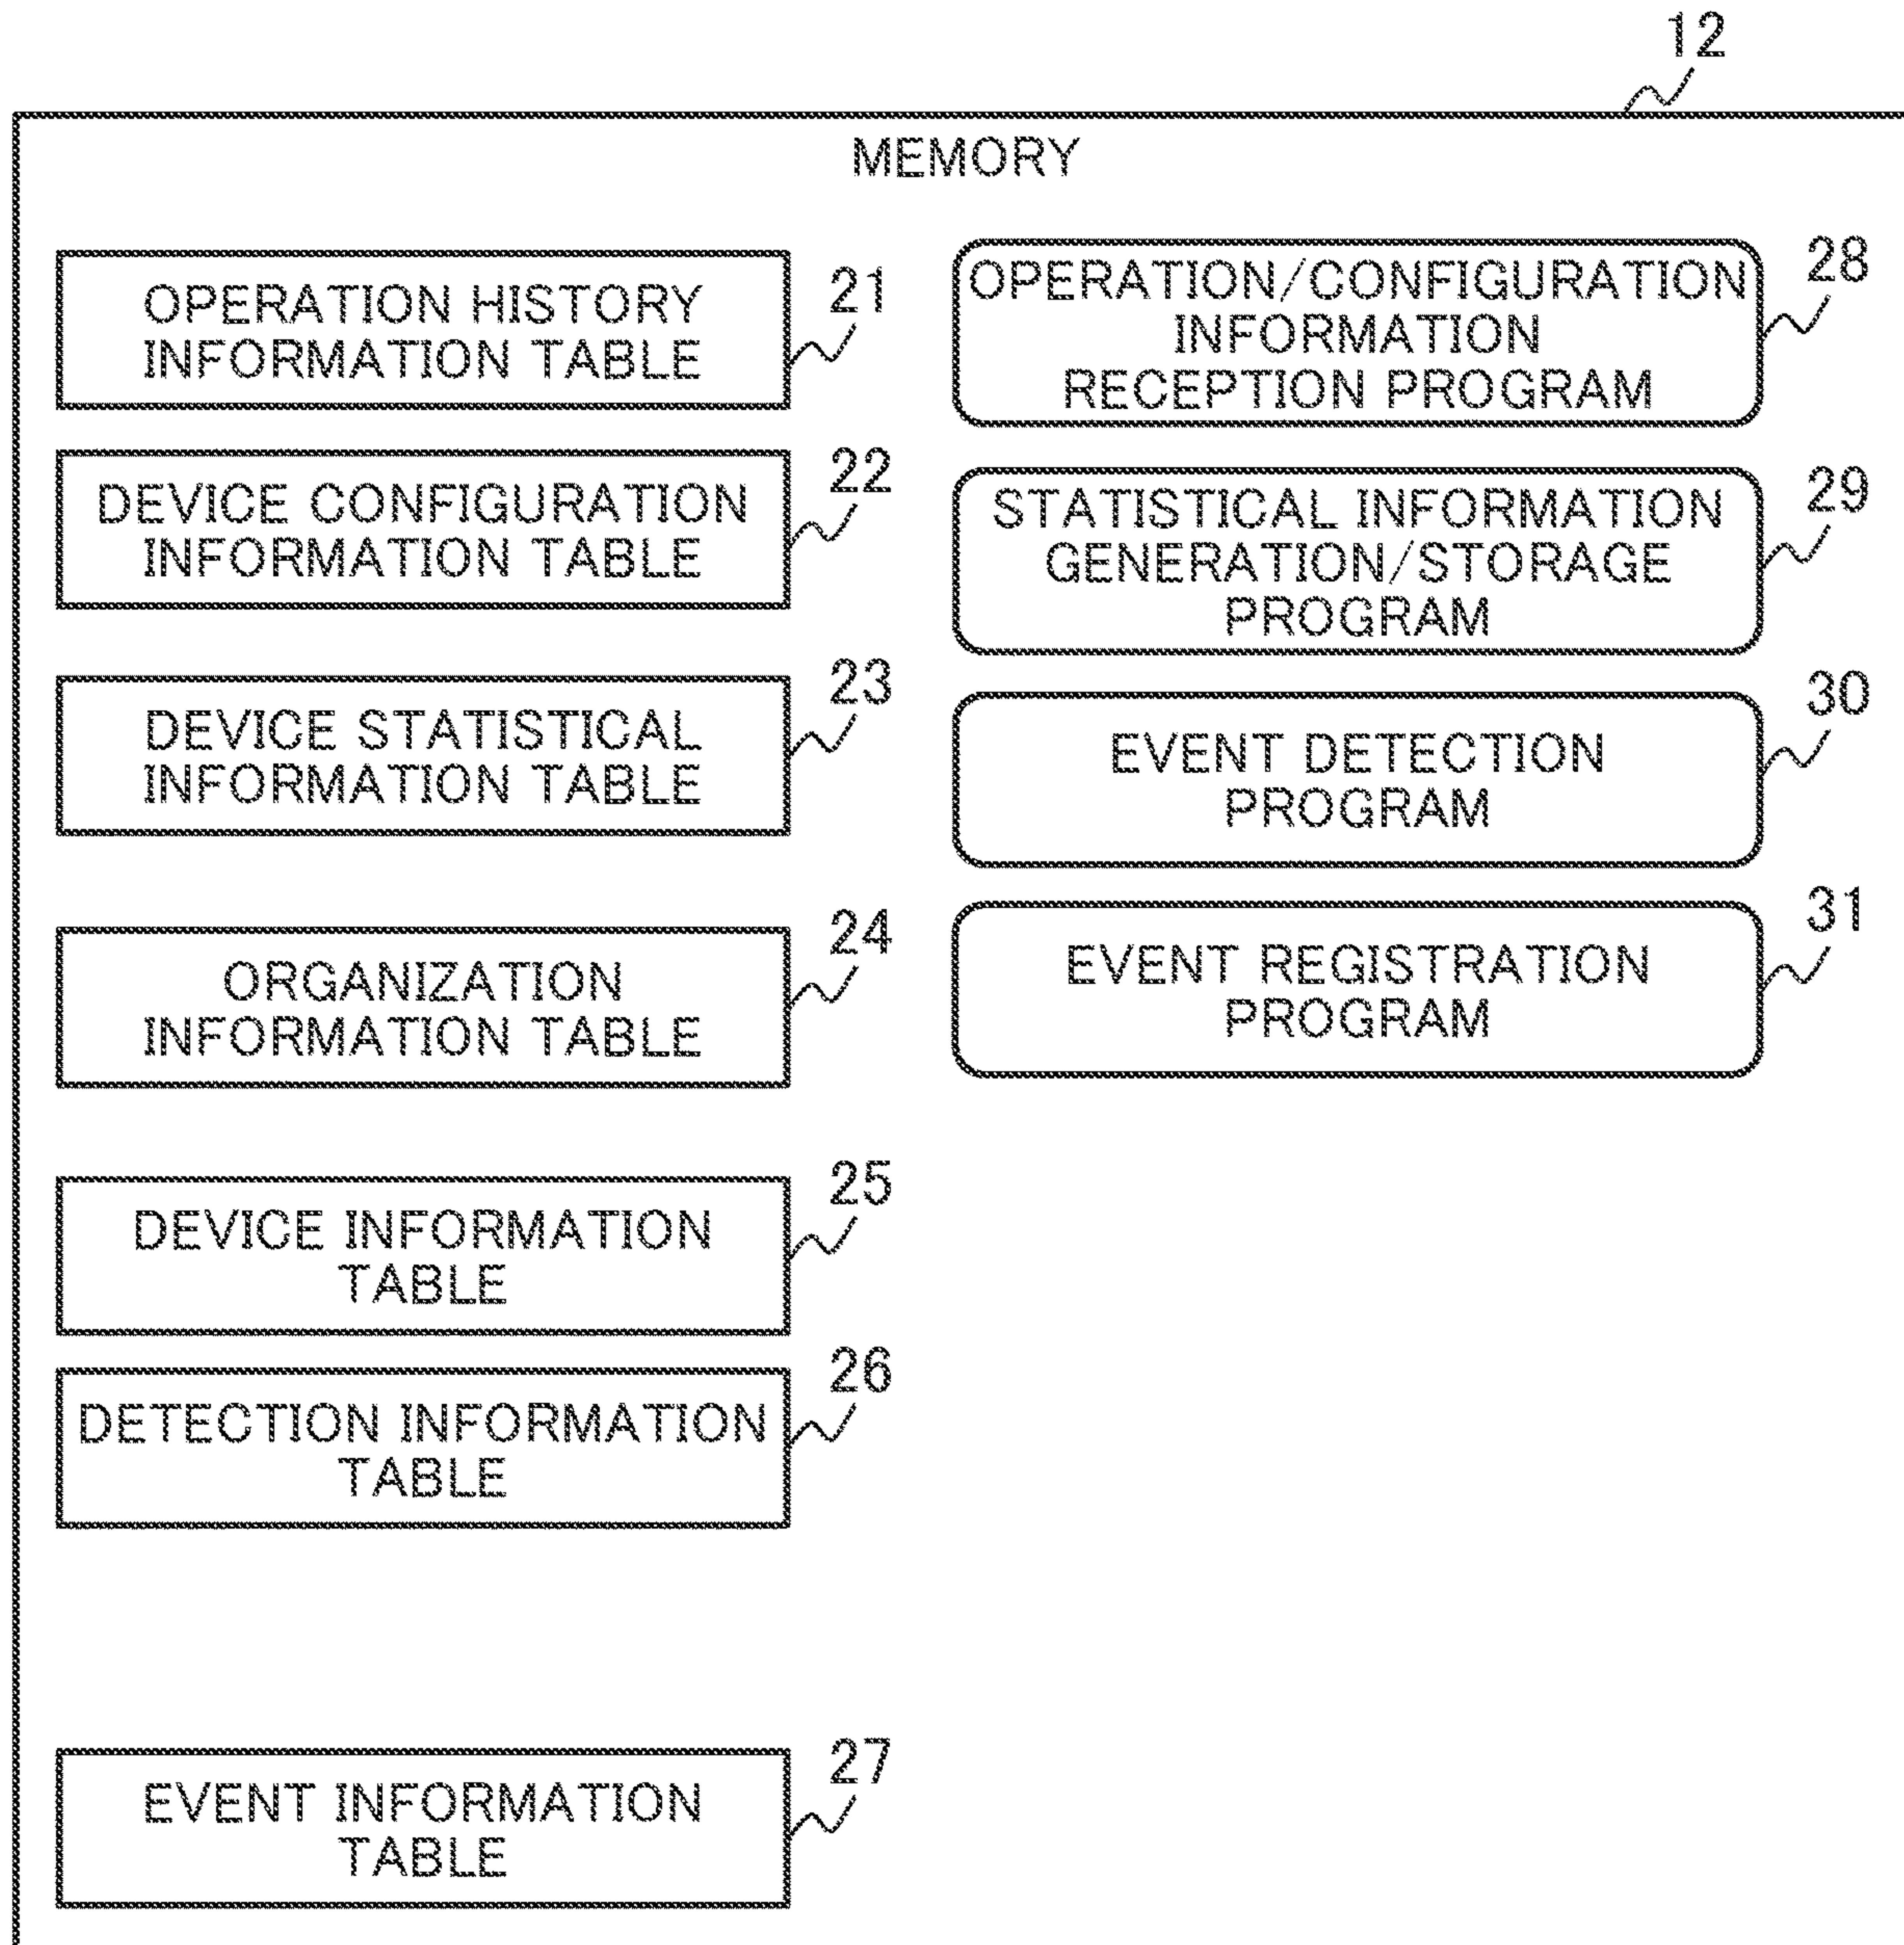 12
MEMORY
OPERATION HISTORY
INFORMATION TABLE
21
DEVICE CONFIGURATION
INFORMATION TABLE
22
DEVICE STATISTICAL
INFORMATION TABLE
23
ORGANIZATION
INFORMATION TABLE
24
DEVICE INFORMATION
TABLE
25
DETECTION INFORMATION
TABLE
26
EVENT INFORMATION
TABLE
27
OPERATION/CONFIGURATION
INFORMATION
RECEPTION PROGRAM
28
STATISTICAL INFORMATION
GENERATION/STORAGE
PROGRAM
29
EVENT DETECTION
PROGRAM
30
EVENT REGISTRATION
PROGRAM
31